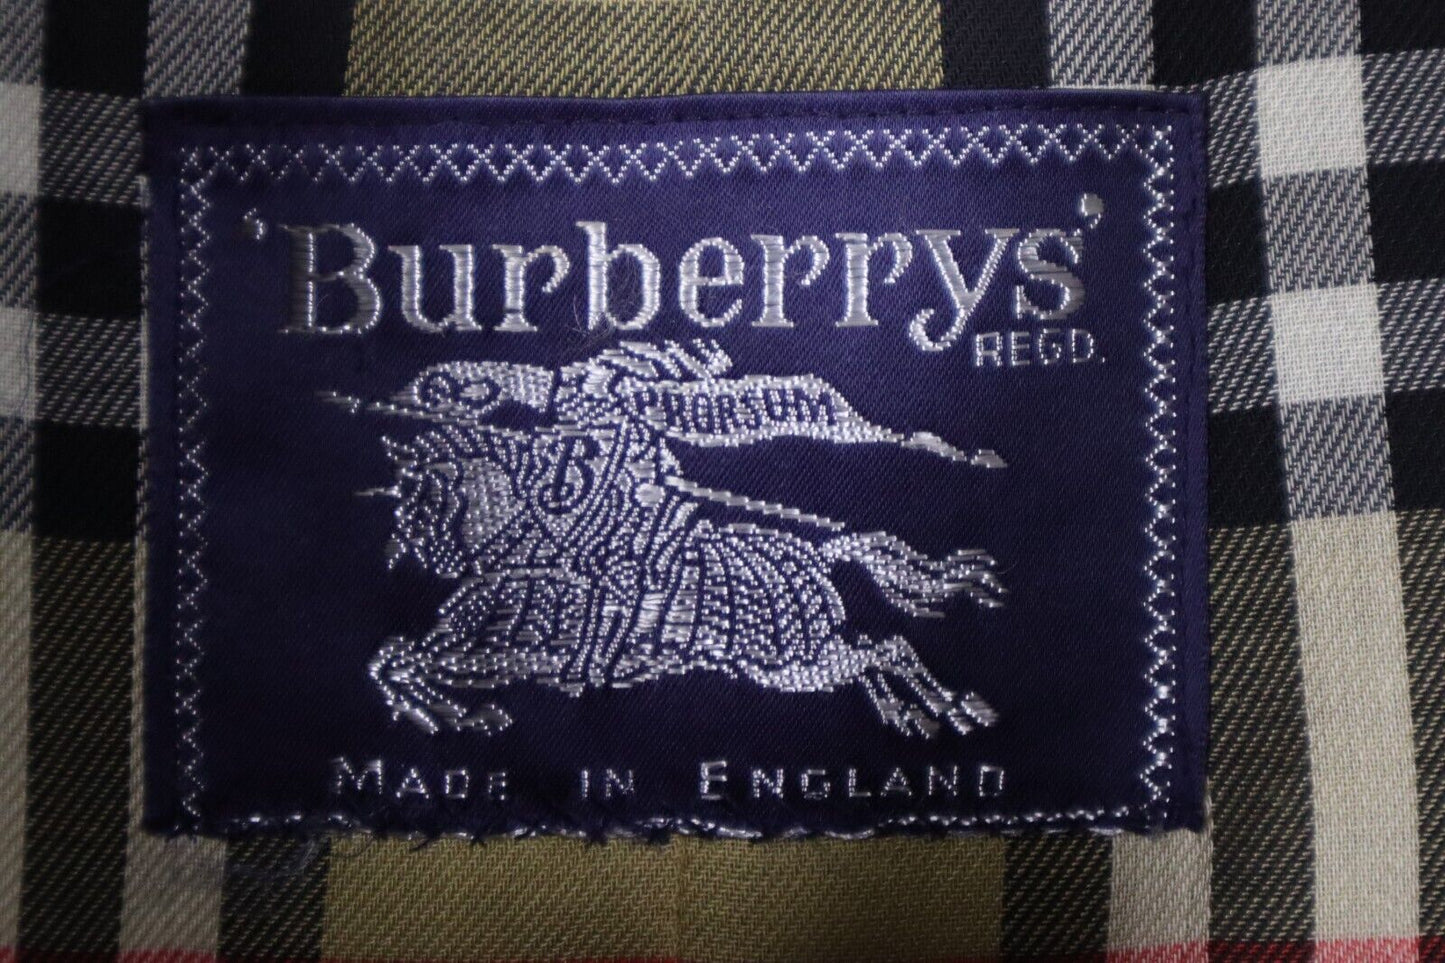 'Burberrys'
REGD.
PRORSUM
B
MADE IN ENGLAND